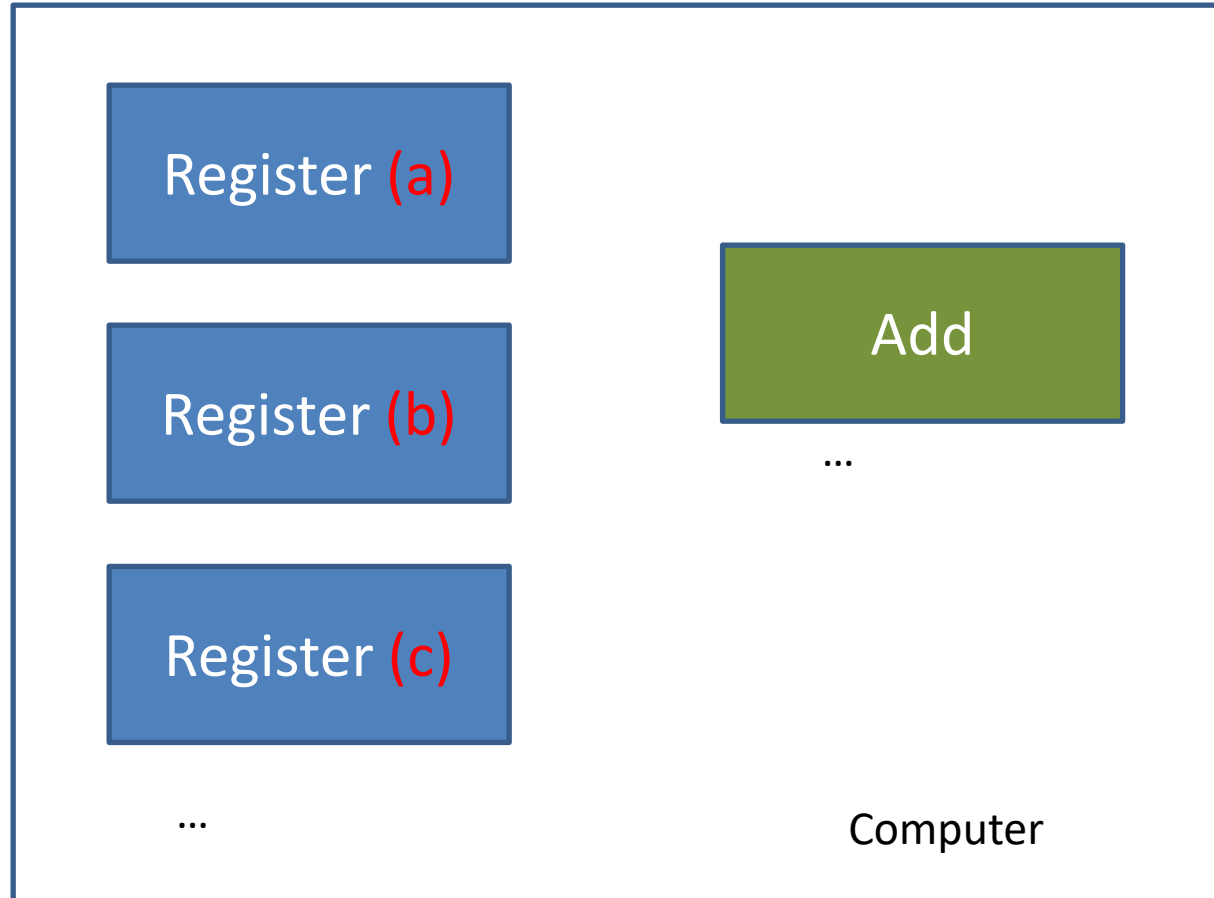 Register (a)
Add
Register (b)
...
Register (c)
...
Computer